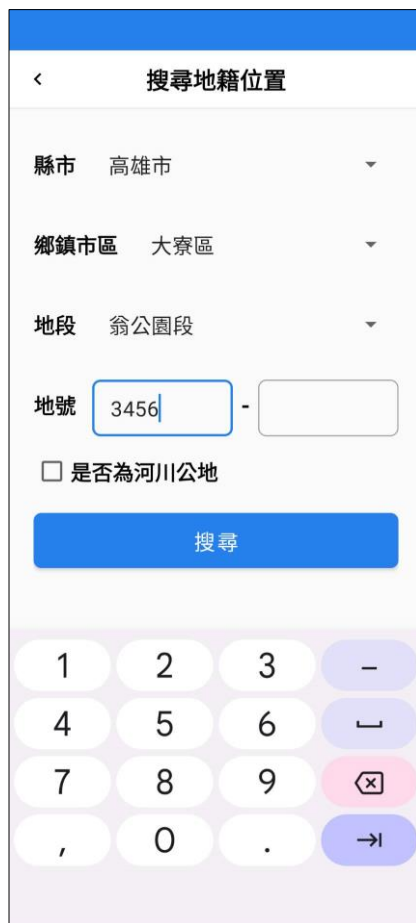 搜尋地籍位置
縣市 高雄市
鄉鎮市區 大寮區
地段 翁公園段
地號 3456 -
是否為河川公地
搜尋
1 2 3 –
4 5 6
7 8 9
, 0 .